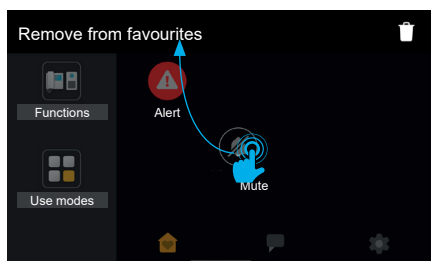 Remove from favourites
Functions
Alert
Mute
Use modes